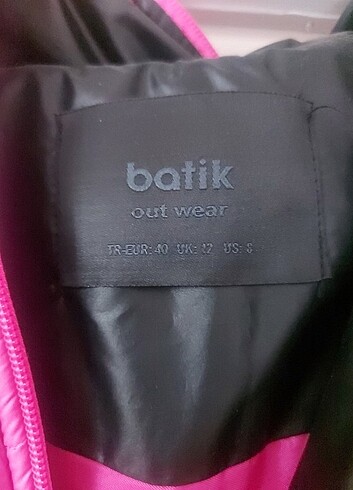 batik
out wear
TR-EUR: 40 UK: 12 US: 8